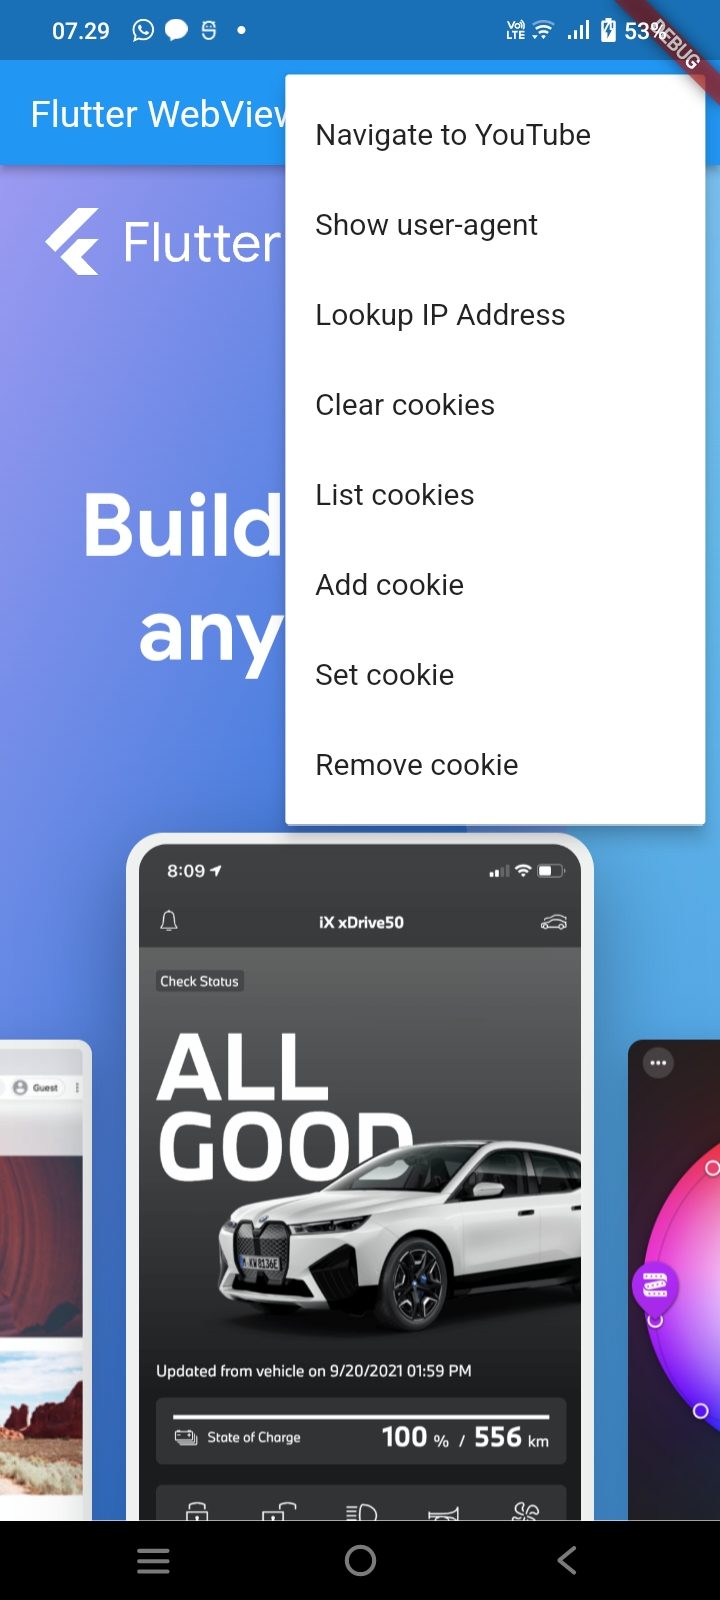 07.29 Vo) LTE 53%
DEBUG
Flutter WebView
Navigate to YouTube
Show user-agent
Lookup IP Address
Clear cookies
List cookies
Add cookie
Set cookie
Remove cookie
Flutter
Build
any
8:09
iX xDrive50
Check Status
ALL
GOOD
Guest
M KW 8136E
Updated from vehicle on 9/20/2021 01:59 PM
State of Charge 100 % / 556 km